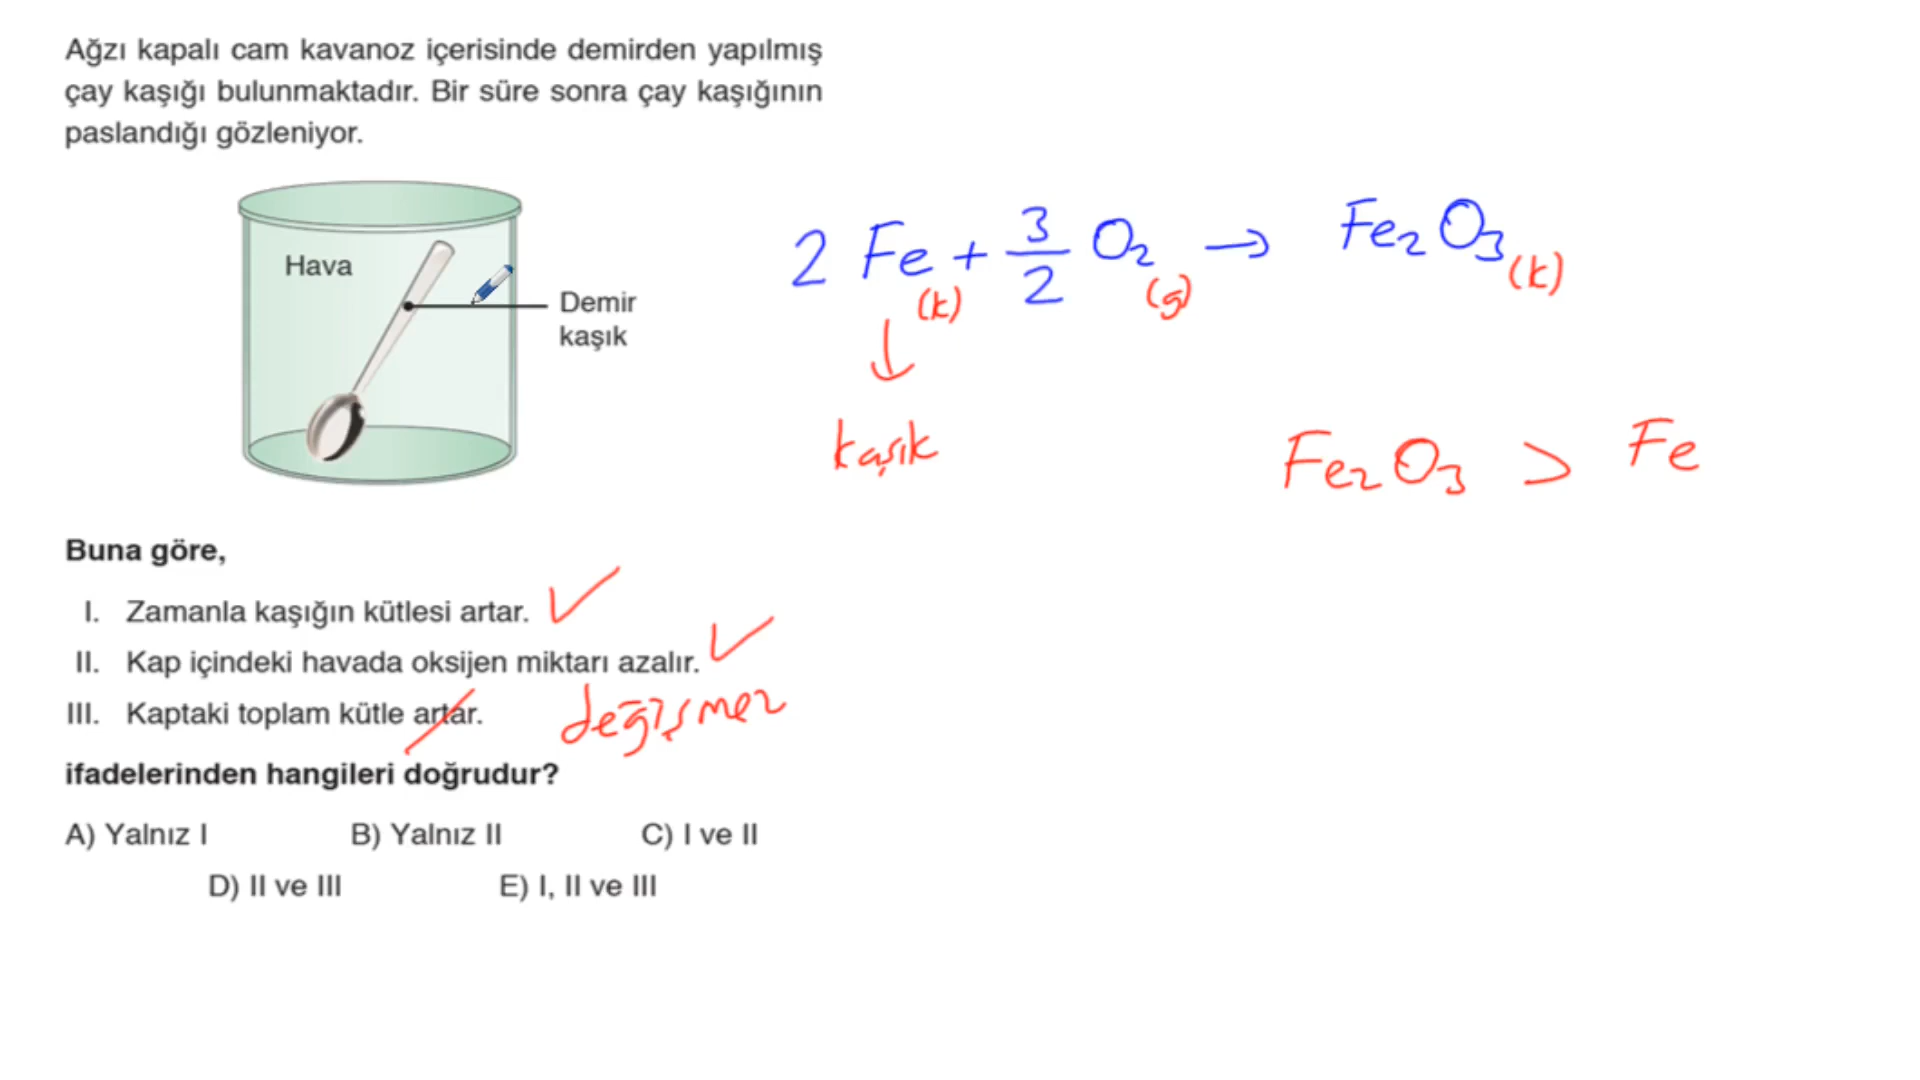 Ağzı kapalı cam kavanoz içerisinde demirden yapılmış
çay kaşığı bulunmaktadır. Bir süre sonra çay kaşığının
paslandığı gözleniyor.
Hava
Demir
kaşık
2 Fe(k) + 3/2 O₂(g) → Fe₂O₃(k)
kaşık
Fe₂O₃ > Fe
Buna göre,
I. Zamanla kaşığın kütlesi artar.
II. Kap içindeki havada oksijen miktarı azalır.
III. Kaptaki toplam kütle artar. değişmez
ifadelerinden hangileri doğrudur?
A) Yalnız I B) Yalnız II C) I ve II
D) II ve III E) I, II ve III